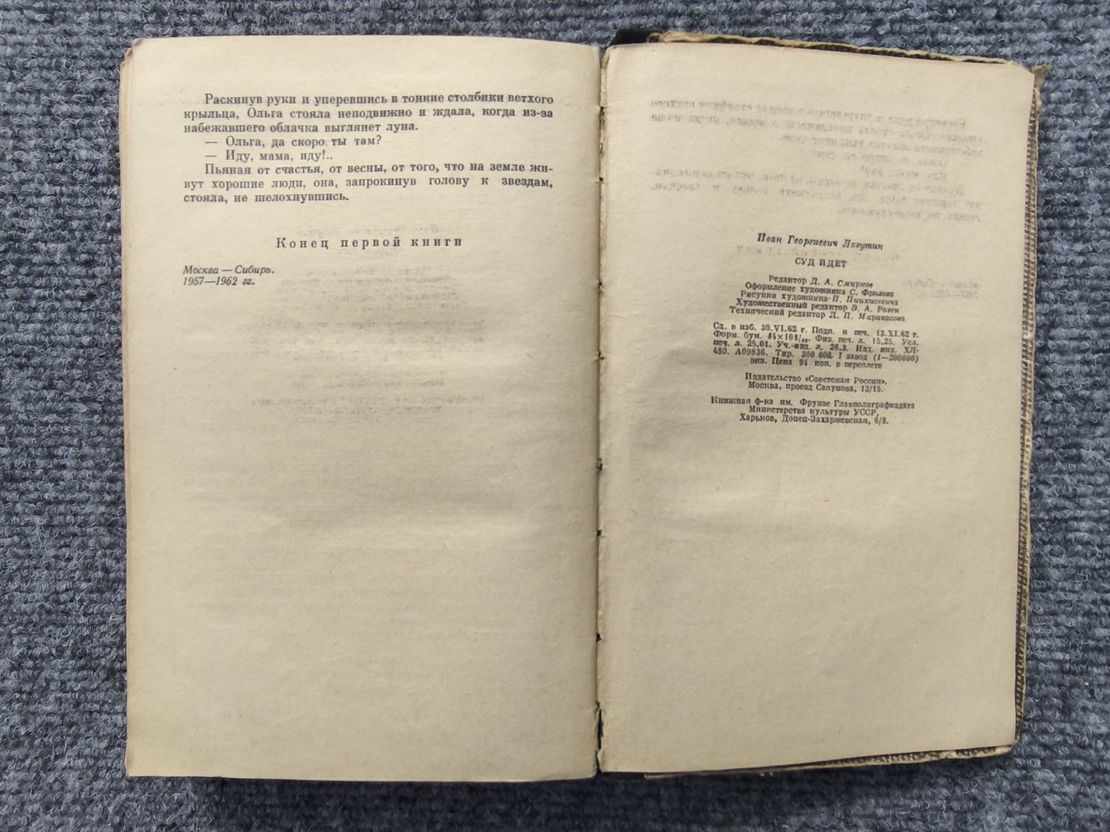 Раскинув руки и уперевшись в тонкие столбики ветхого
крыльца, Ольга стояла неподвижно и ждала, когда из-за
набежавшего облачка выглянет луна.
— Ольга, да скоро ты там?
— Иду, мама, иду!..
Пьяная от счастья, от весны, от того, что на земле жи-
вут хорошие люди, она, запрокинув голову к звездам,
стояла, не шелохнувшись.
Конец первой книги
Москва — Сибирь.
1957—1962 гг.
Иван Георгиевич Лазутин
СУД ИДЕТ
Редактор Д. А. Смирнов
Оформление художника С. Фролова
Рисунки художника П. Пинкисевича
Художественный редактор Э. А. Розен
Технический редактор Л. П. Маракасова
Сд. в наб. 30.VI.62 г. Подп. в печ. 13.XI.62 г.
Форм. бум. 84×108/₃₂. Физ. печ. л. 15,25. Усл.
печ. л. 25,01. Уч.-изд. л. 26,3. Изд. инд. ХЛ-
480. А09836. Тир. 300 000. I завод (1—200000)
экз. Цена 94 коп. в переплете
Издательство «Советская Россия».
Москва, проезд Сапунова, 13/15.
Книжная ф-ка им. Фрунзе Главполиграфиздата
Министерства культуры УССР,
Харьков, Донец-Захаржевская, 6/8.